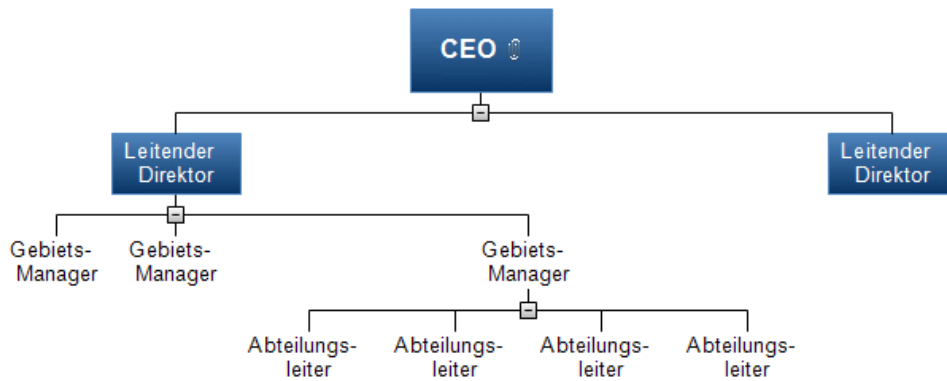 CEO
Leitender
Direktor
Leitender
Direktor
Gebiets-
Manager
Gebiets-
Manager
Gebiets-
Manager
Abteilungs-
leiter
Abteilungs-
leiter
Abteilungs-
leiter
Abteilungs-
leiter